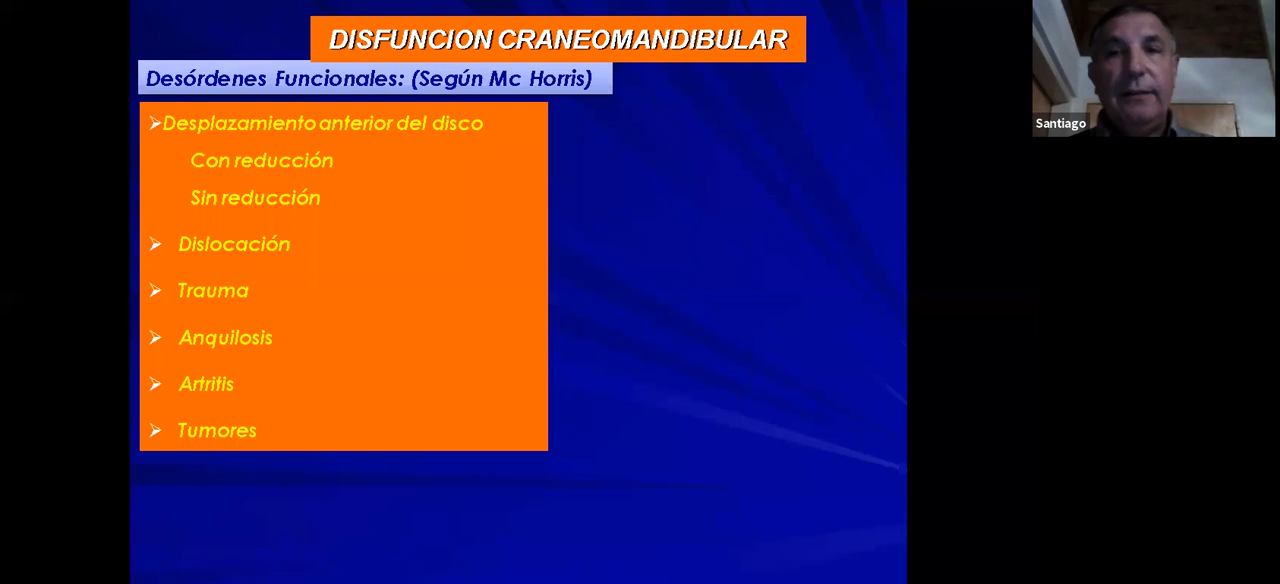 DISFUNCION CRANEOMANDIBULAR
Desórdenes Funcionales: (Según Mc Horris)
Desplazamiento anterior del disco
Con reducción
Sin reducción
Dislocación
Trauma
Anquilosis
Artritis
Tumores
Santiago